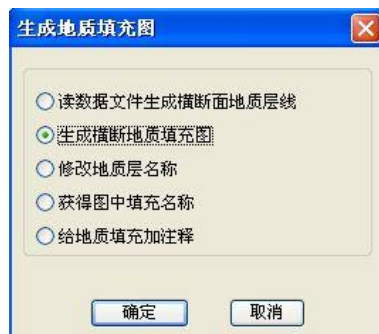 生成地质填充图
读数据文件生成横断面地质层线
生成横断地质填充图
修改地质层名称
获得图中填充名称
给地质填充加注释
确定 取消